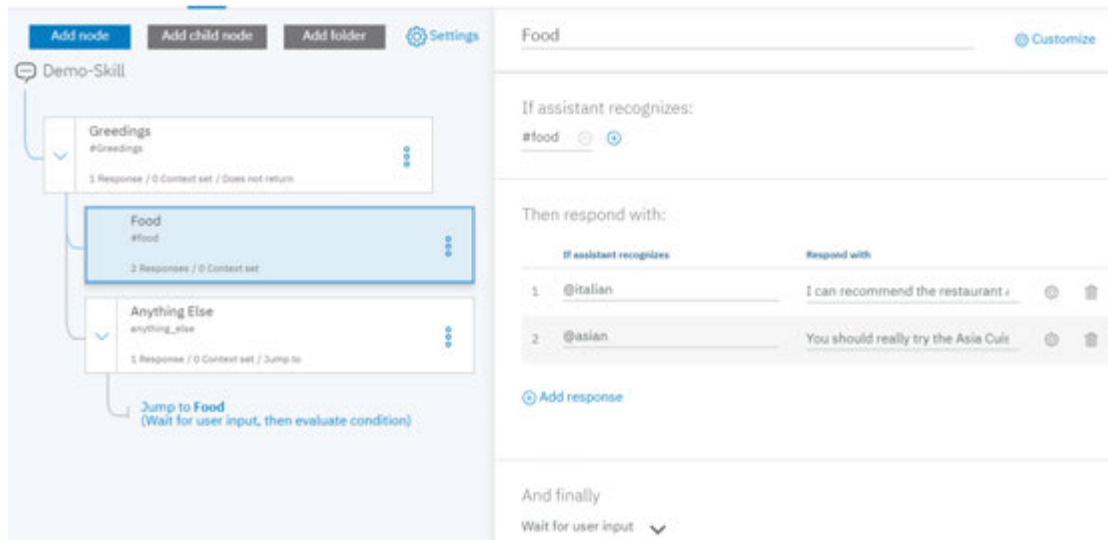 Add node
Add child node
Add folder
Settings
Demo-Skill
Greedings
#Greedings
1 Response / 0 Context set / Does not return
Food
#food
2 Responses / 0 Context set
Anything Else
anything_else
1 Response / 0 Context set / Jump to
Jump to Food
(Wait for user input, then evaluate condition)
Food
Customize
If assistant recognizes:
#food
Then respond with:
If assistant recognizes
Respond with
1 @italian I can recommend the restaurant
2 @asian You should really try the Asia Cuis
Add response
And finally
Wait for user input